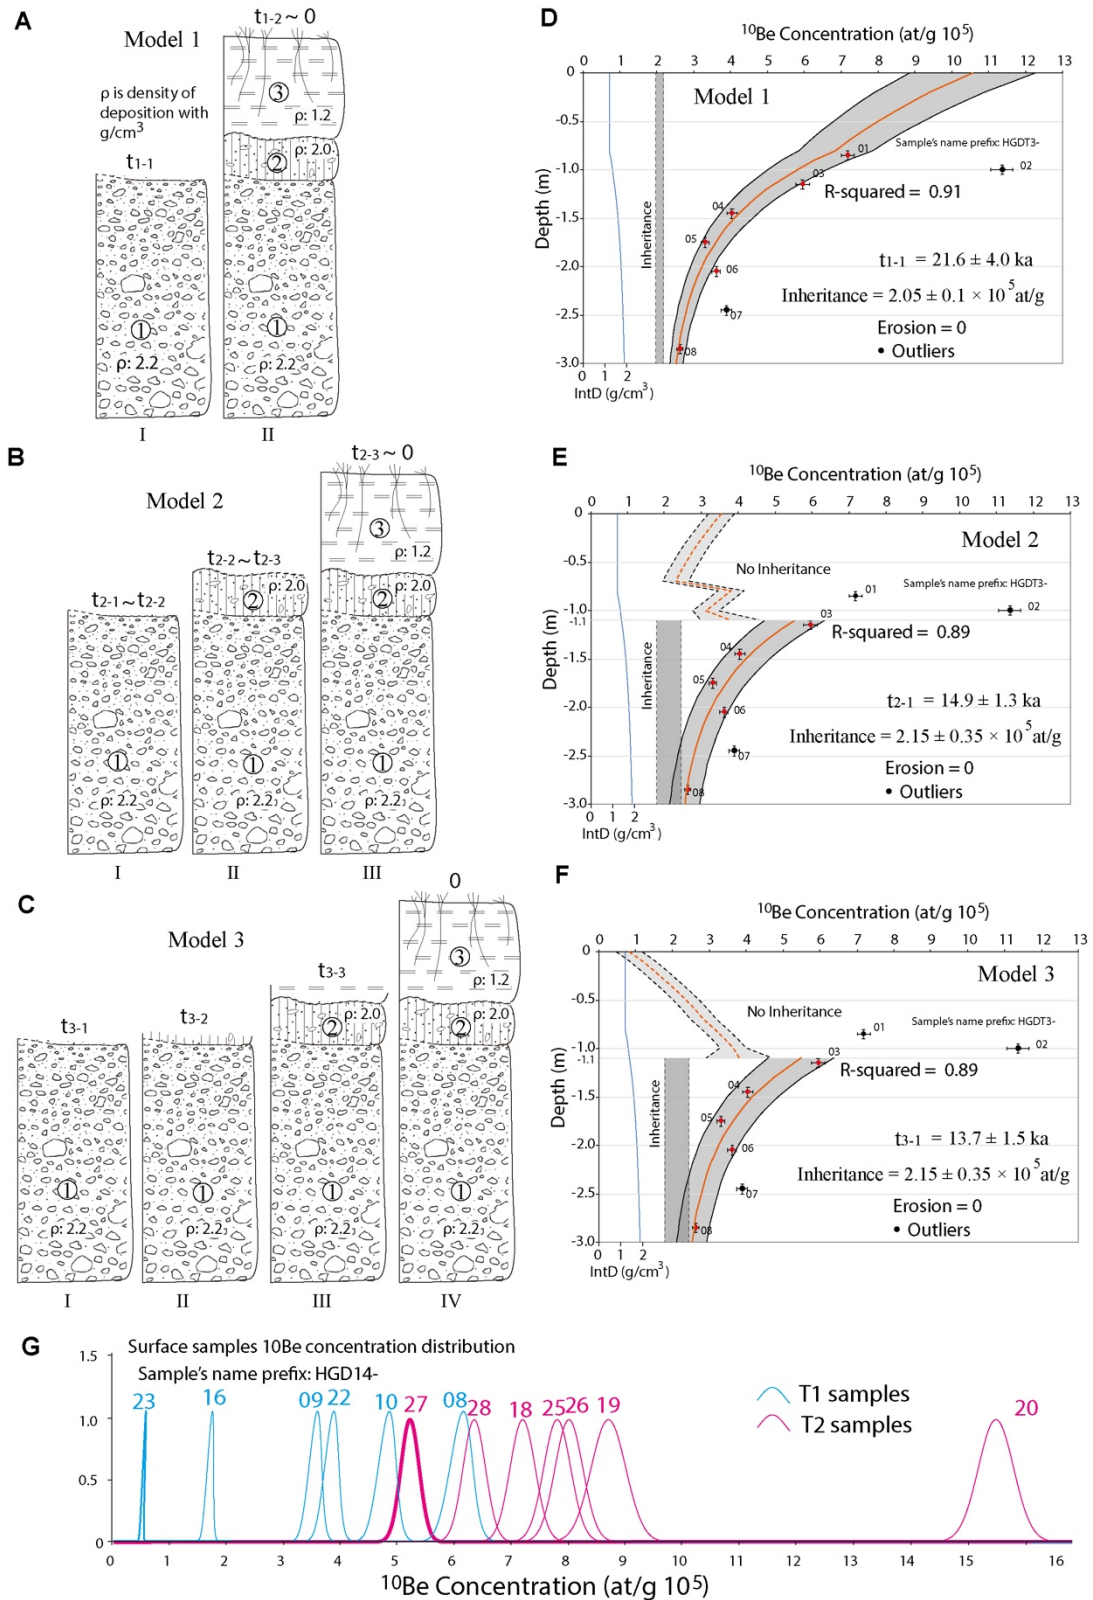 A
Model 1
t1-2 ~ 0
ρ is density of
deposition with
g/cm3
t1-1
3
ρ: 1.2
ρ: 2.0
2
1
ρ: 2.2
1
ρ: 2.2
I
II
D
10Be Concentration (at/g 10^5)
0 1 2 3 4 5 6 7 8 9 10 11 12 13
Model 1
Depth (m)
0
-0.5
-1.0
-1.5
-2.0
-2.5
-3.0
Inheritance
Sample's name prefix: HGDT3-
01
02
03
04
05
06
07
08
R-squared = 0.91
t1-1 = 21.6 ± 4.0 ka
Inheritance = 2.05 ± 0.1 × 10^5 at/g
Erosion = 0
• Outliers
0 1 2
IntD (g/cm3)
B
Model 2
t2-3 ~ 0
t2-2 ~ t2-3
t2-1 ~ t2-2
3
ρ: 1.2
ρ: 2.0
2
ρ: 2.0
2
1
ρ: 2.2
1
ρ: 2.2
1
ρ: 2.2
I
II
III
E
10Be Concentration (at/g 10^5)
0 1 2 3 4 5 6 7 8 9 10 11 12 13
Model 2
Depth (m)
0
-0.5
-1.0
-1.1
-1.5
-2.0
-2.5
-3.0
No Inheritance
Inheritance
Sample's name prefix: HGDT3-
01
02
03
04
05
06
07
08
R-squared = 0.89
t2-1 = 14.9 ± 1.3 ka
Inheritance = 2.15 ± 0.35 × 10^5 at/g
Erosion = 0
• Outliers
0 1 2
IntD (g/cm3)
C
Model 3
0
t3-3
t3-2
t3-1
3
ρ: 1.2
ρ: 2.0
2
ρ: 2.0
2
1
ρ: 2.2
1
ρ: 2.2
1
ρ: 2.2
1
ρ: 2.2
I
II
III
IV
F
10Be Concentration (at/g 10^5)
0 1 2 3 4 5 6 7 8 9 10 11 12 13
Model 3
Depth (m)
0
-0.5
-1.0
-1.1
-1.5
-2.0
-2.5
-3.0
No Inheritance
Inheritance
Sample's name prefix: HGDT3-
01
02
03
04
05
06
07
08
R-squared = 0.89
t3-1 = 13.7 ± 1.5 ka
Inheritance = 2.15 ± 0.35 × 10^5 at/g
Erosion = 0
• Outliers
0 1 2
IntD (g/cm3)
G
Surface samples 10Be concentration distribution
Sample's name prefix: HGD14-
1.5
1.0
0.5
0
23 16 09 22 10 27 08 28 18 25 26 19 20
T1 samples
T2 samples
0 1 2 3 4 5 6 7 8 9 10 11 12 13 14 15 16
10Be Concentration (at/g 10^5)